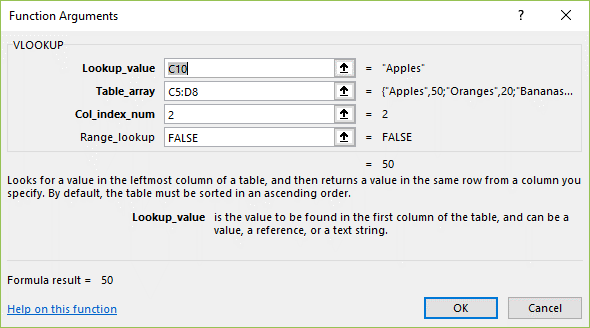 Function Arguments ? ×
VLOOKUP
Lookup_value C10 = "Apples"
Table_array C5:D8 = {"Apples",50;"Oranges",20;"Bananas...
Col_index_num 2 = 2
Range_lookup FALSE = FALSE
= 50
Looks for a value in the leftmost column of a table, and then returns a value in the same row from a column you
specify. By default, the table must be sorted in an ascending order.
Lookup_value is the value to be found in the first column of the table, and can be a
value, a reference, or a text string.
Formula result = 50
Help on this function OK Cancel